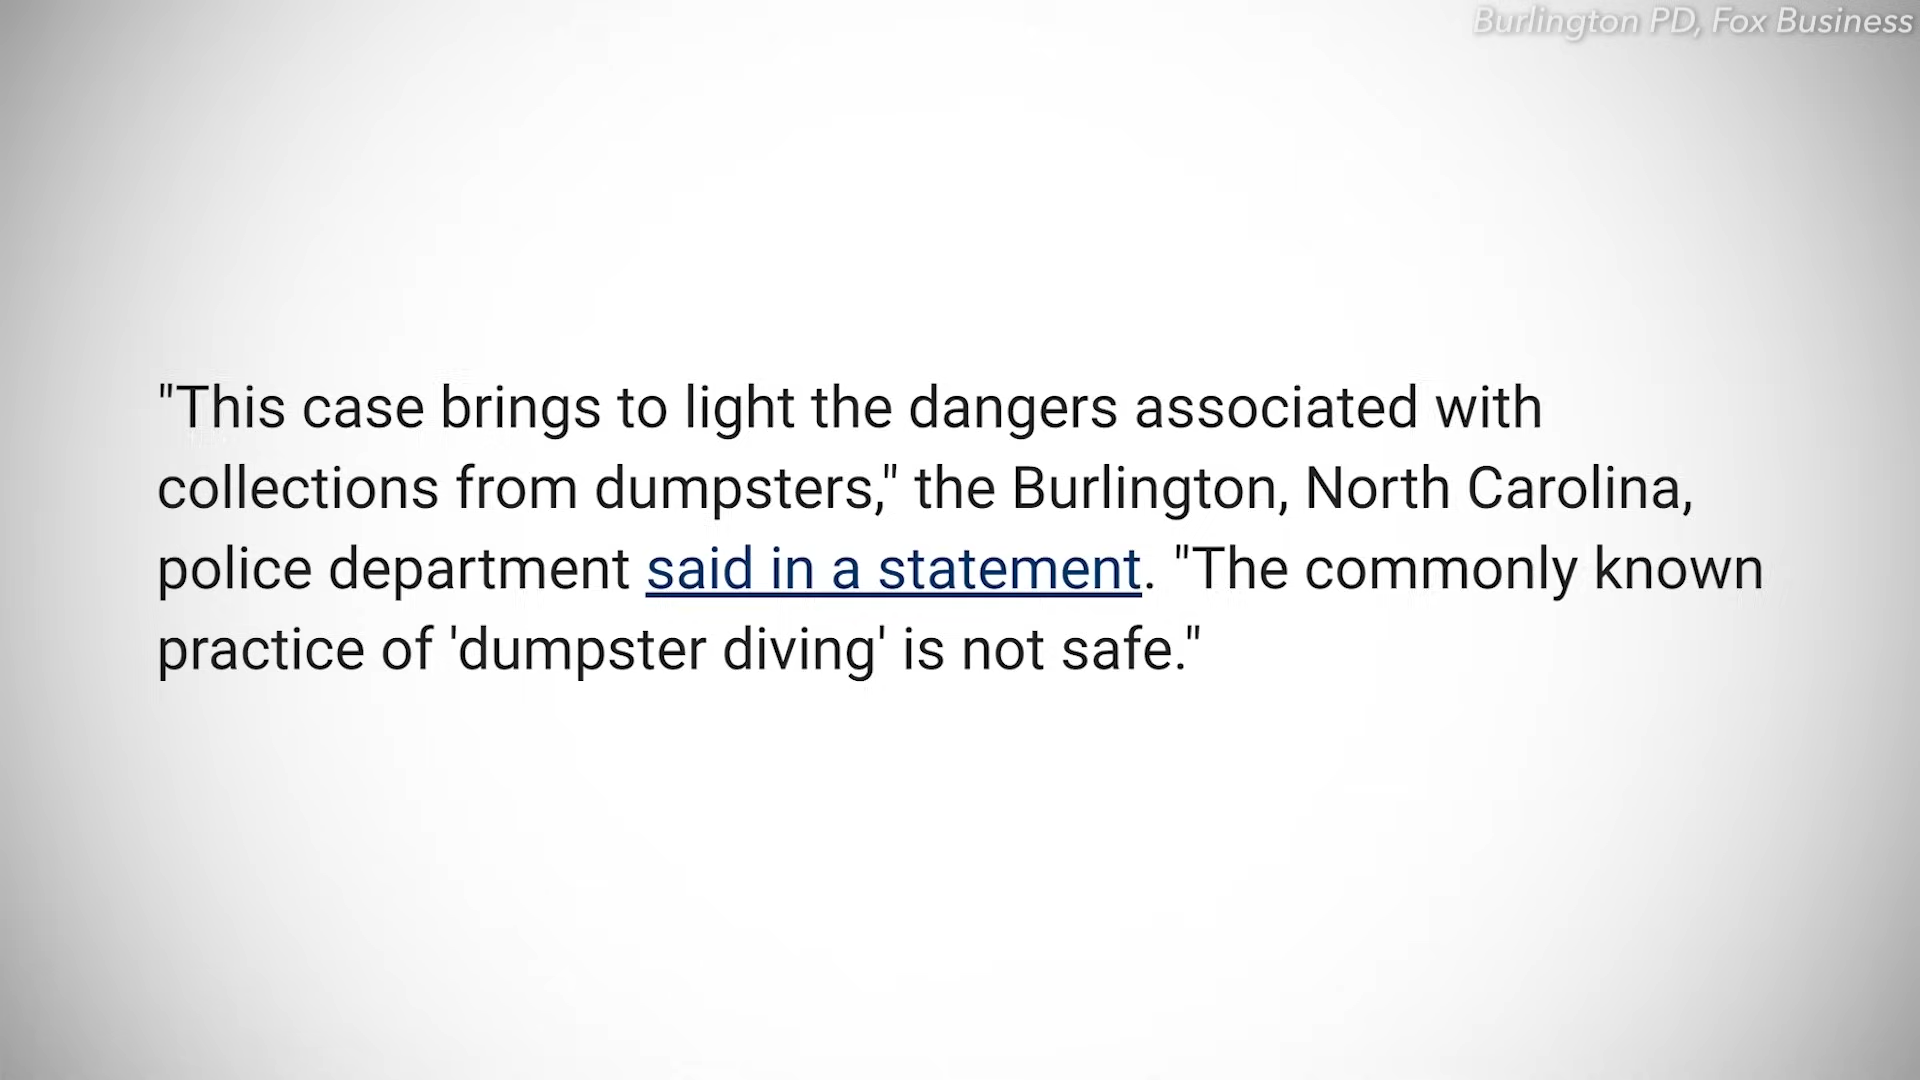 Burlington PD, Fox Business
"This case brings to light the dangers associated with
collections from dumpsters," the Burlington, North Carolina,
police department said in a statement. "The commonly known
practice of 'dumpster diving' is not safe."